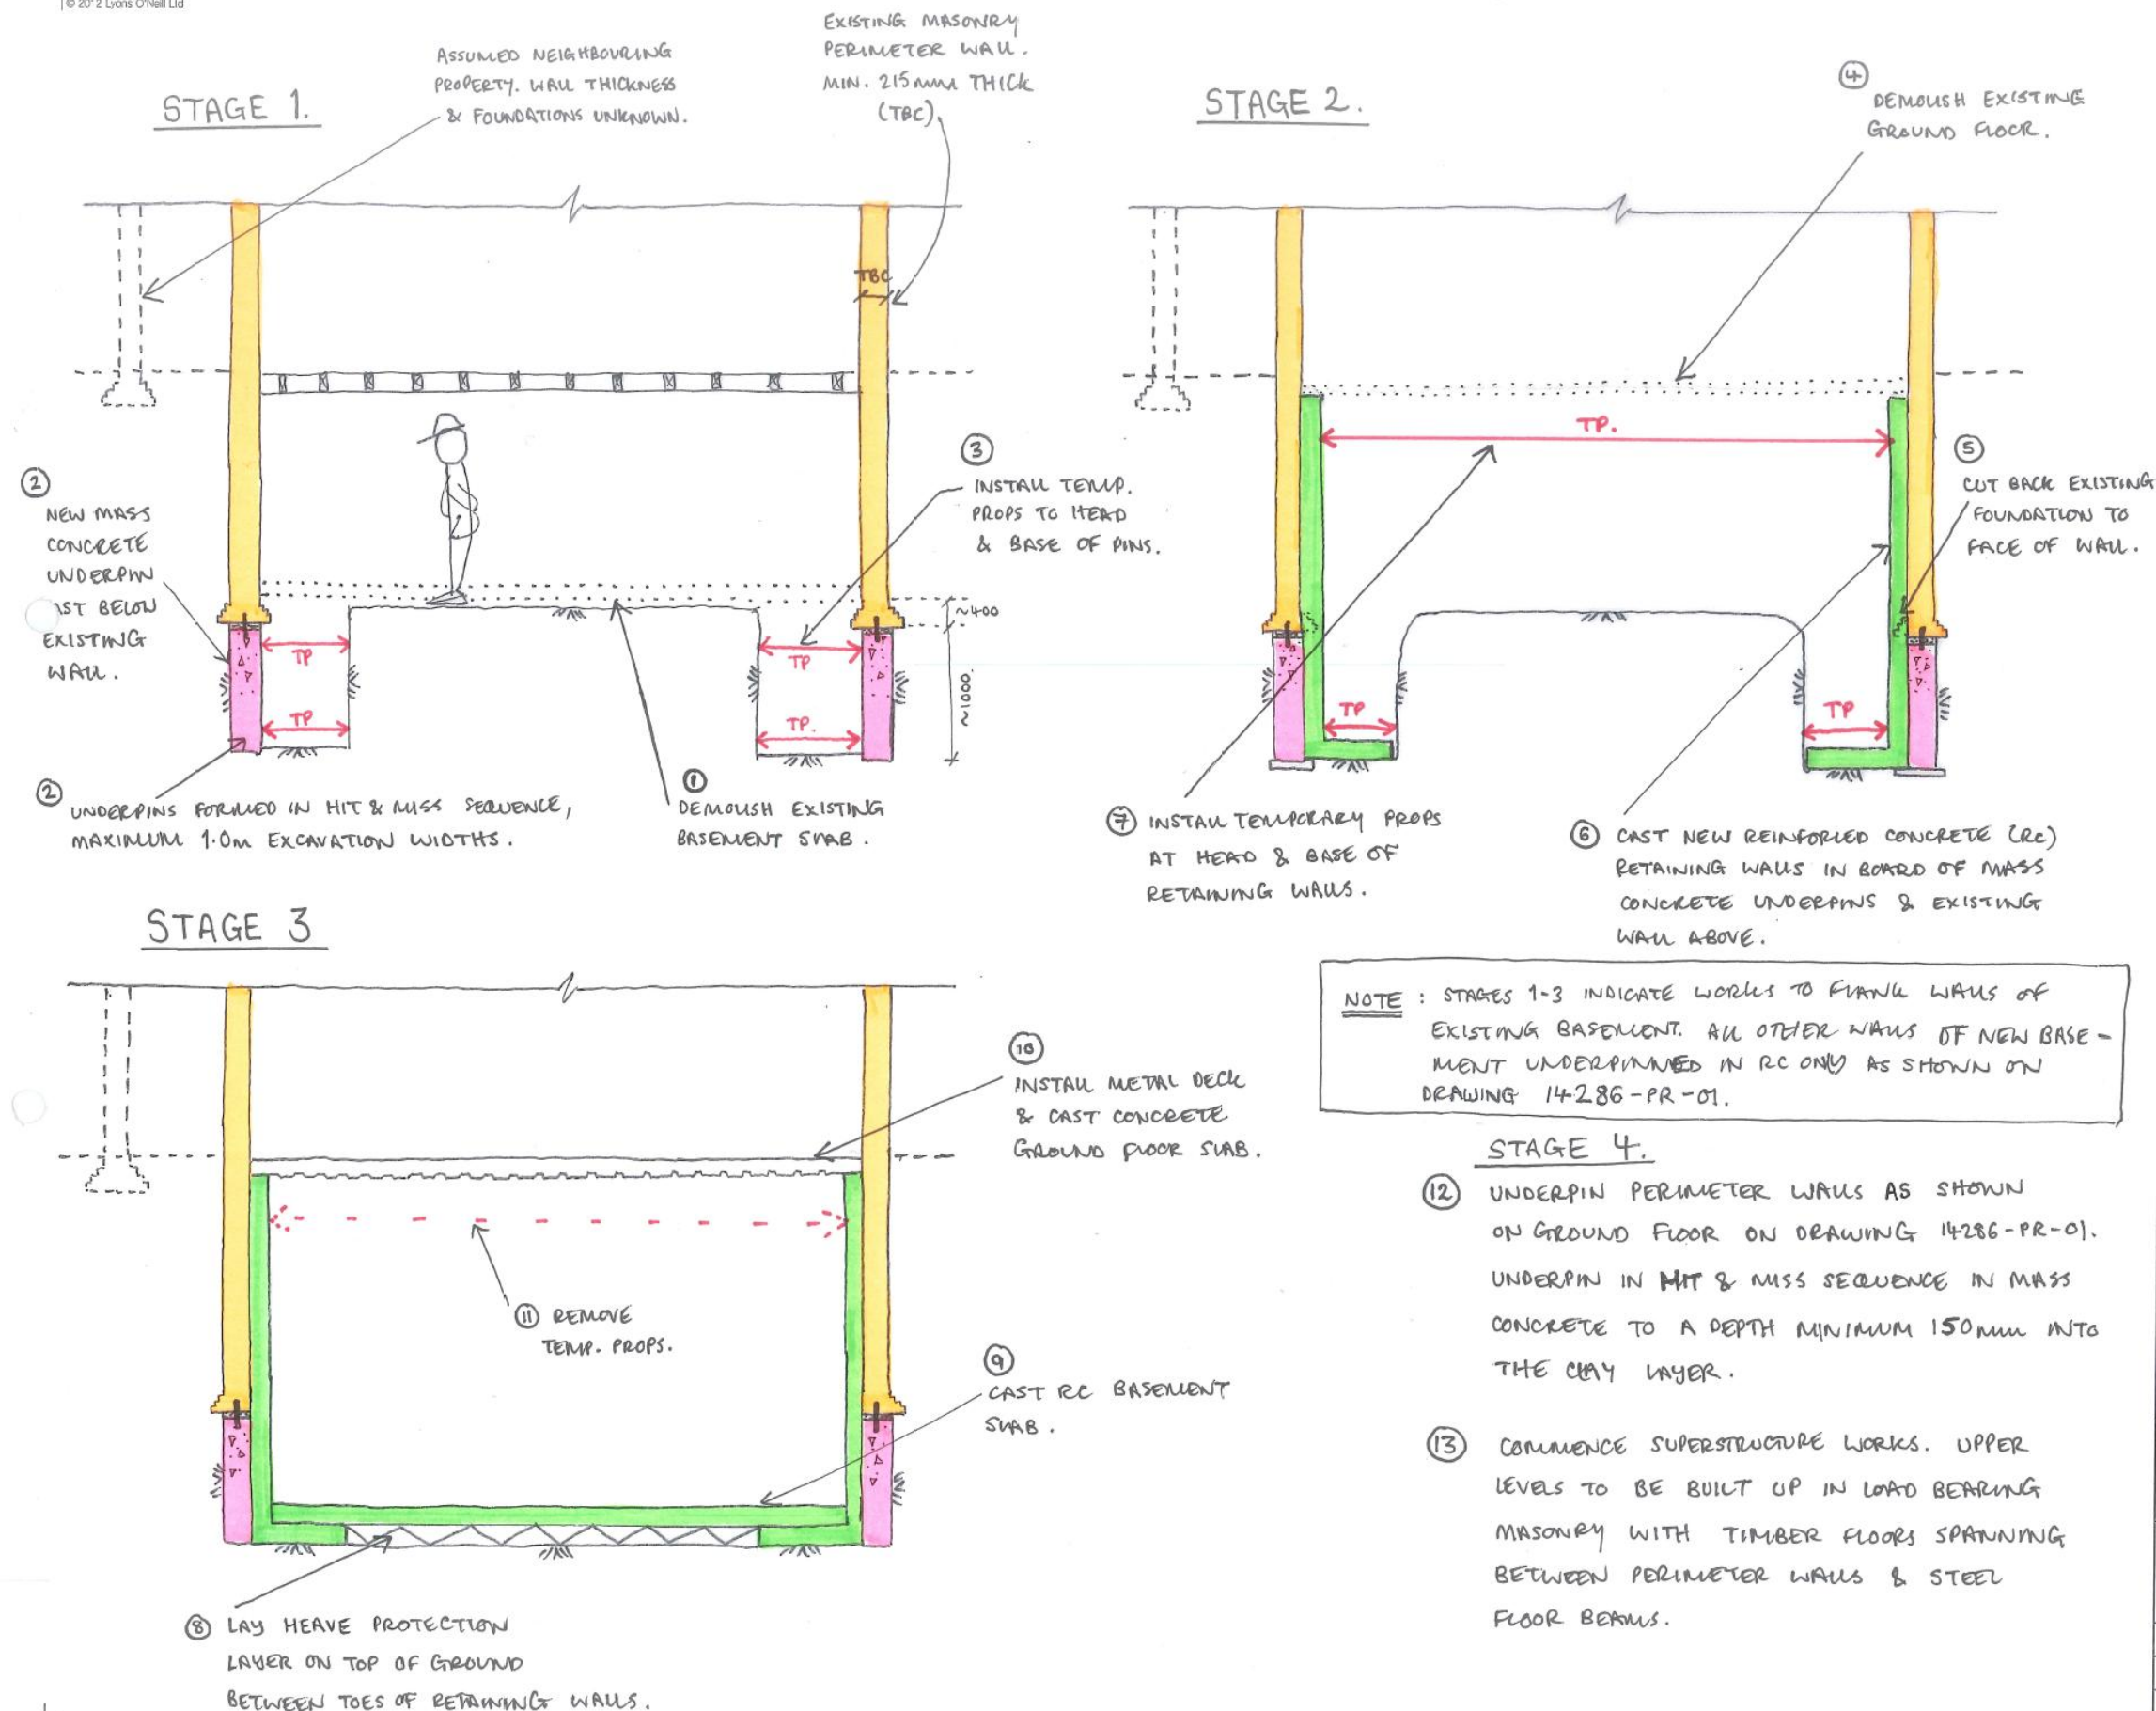 © 2012 Lyons O'Neill Ltd
STAGE 1.
ASSUMED NEIGHBOURING
PROPERTY. WALL THICKNESS
& FOUNDATIONS UNKNOWN.
EXISTING MASONRY
PERIMETER WALL.
MIN. 215mm THICK
(TBC).
TBC
②
NEW MASS
CONCRETE
UNDERPIN
BELOW
EXISTING
WALL.
③
INSTALL TEMP.
PROPS TO HEAD
& BASE OF PINS.
~400
~1000
TP
TP
TP
TP.
② UNDERPINS FORMED IN HIT & MISS SEQUENCE,
MAXIMUM 1.0m EXCAVATION WIDTHS.
①
DEMOLISH EXISTING
BASEMENT SLAB.
STAGE 2.
④
DEMOLISH EXISTING
GROUND FLOOR.
TP.
⑤
CUT BACK EXISTING
FOUNDATION TO
FACE OF WALL.
TP
TP
⑦ INSTALL TEMPORARY PROPS
AT HEAD & BASE OF
RETAINING WALLS.
⑥ CAST NEW REINFORCED CONCRETE (RC)
RETAINING WALLS IN BOARD OF MASS
CONCRETE UNDERPINS & EXISTING
WALL ABOVE.
STAGE 3
⑩
INSTALL METAL DECK
& CAST CONCRETE
GROUND FLOOR SLAB.
⑪ REMOVE
TEMP. PROPS.
⑨
CAST RC BASEMENT
SLAB.
⑧ LAY HEAVE PROTECTION
LAYER ON TOP OF GROUND
BETWEEN TOES OF RETAINING WALLS.
NOTE : STAGES 1-3 INDICATE WORKS TO FLANK WALLS OF
EXISTING BASEMENT. ALL OTHER WALLS OF NEW BASE-
MENT UNDERPINNED IN RC ONLY AS SHOWN ON
DRAWING 14286-PR-01.
STAGE 4.
⑫ UNDERPIN PERIMETER WALLS AS SHOWN
ON GROUND FLOOR ON DRAWING 14286-PR-01.
UNDERPIN IN HIT & MISS SEQUENCE IN MASS
CONCRETE TO A DEPTH MINIMUM 150mm INTO
THE CLAY LAYER.
⑬ COMMENCE SUPERSTRUCTURE WORKS. UPPER
LEVELS TO BE BUILT UP IN LOAD BEARING
MASONRY WITH TIMBER FLOORS SPANNING
BETWEEN PERIMETER WALLS & STEEL
FLOOR BEAMS.